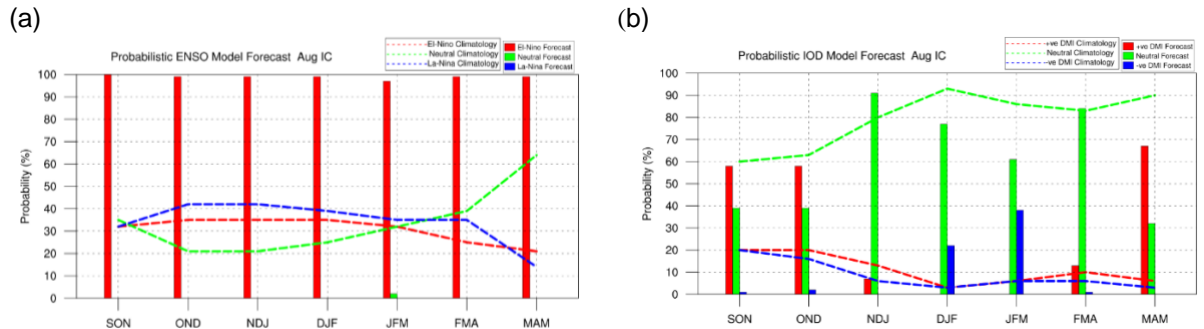 (a)
Probabilistic ENSO Model Forecast Aug IC
El-Nino Climatology
Neutral Climatology
La-Nina Climatology
El-Nino Forecast
Neutral Forecast
La-Nina Forecast
Probability (%)
100
90
80
70
60
50
40
30
20
10
0
SON OND NDJ DJF JFM FMA MAM
(b)
Probabilistic IOD Model Forecast Aug IC
+ve DMI Climatology
Neutral Climatology
-ve DMI Climatology
+ve DMI Forecast
Neutral Forecast
-ve DMI Forecast
Probability (%)
100
90
80
70
60
50
40
30
20
10
0
SON OND NDJ DJF JFM FMA MAM